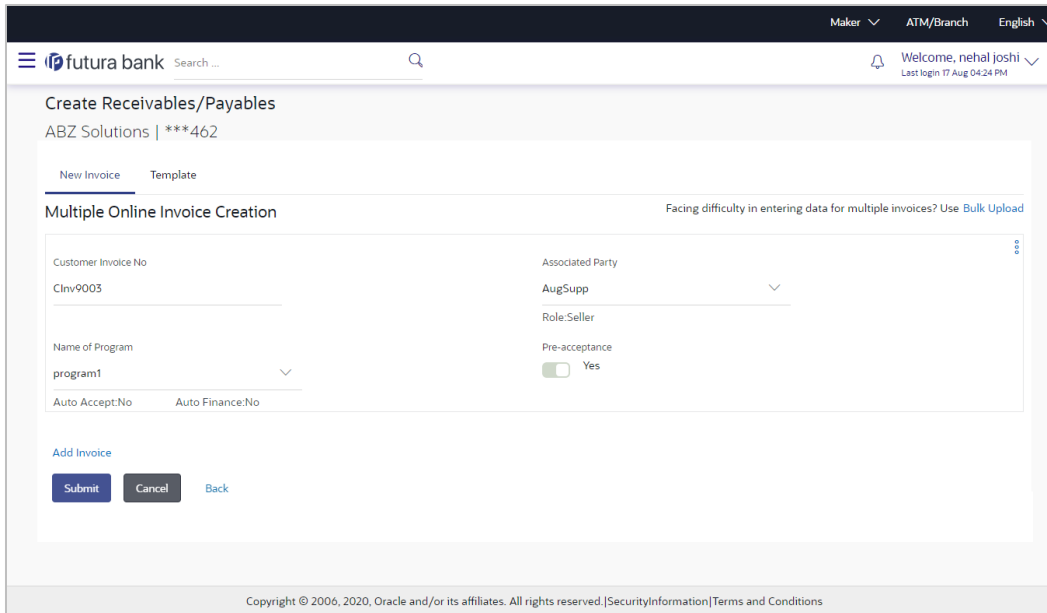 Maker ATM/Branch English
futura bank Search ... Welcome, nehal joshi
Last login 17 Aug 04:24 PM
Create Receivables/Payables
ABZ Solutions | ***462
New Invoice Template
Multiple Online Invoice Creation Facing difficulty in entering data for multiple invoices? Use Bulk Upload
Customer Invoice No Associated Party
CInv9003 AugSupp
Role:Seller
Name of Program Pre-acceptance
program1 Yes
Auto Accept:No Auto Finance:No
Add Invoice
Submit Cancel Back
Copyright © 2006, 2020, Oracle and/or its affiliates. All rights reserved.|SecurityInformation|Terms and Conditions